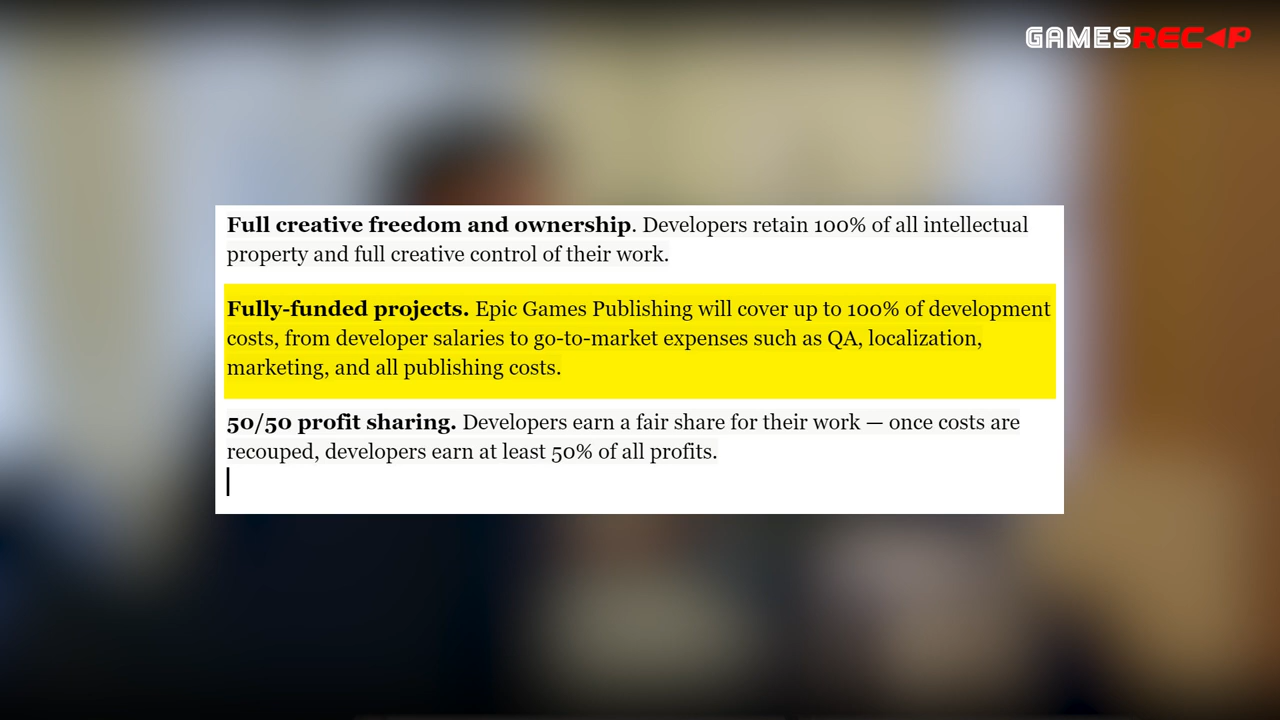 GAMESRECAP
Full creative freedom and ownership. Developers retain 100% of all intellectual
property and full creative control of their work.
Fully-funded projects. Epic Games Publishing will cover up to 100% of development
costs, from developer salaries to go-to-market expenses such as QA, localization,
marketing, and all publishing costs.
50/50 profit sharing. Developers earn a fair share for their work — once costs are
recouped, developers earn at least 50% of all profits.